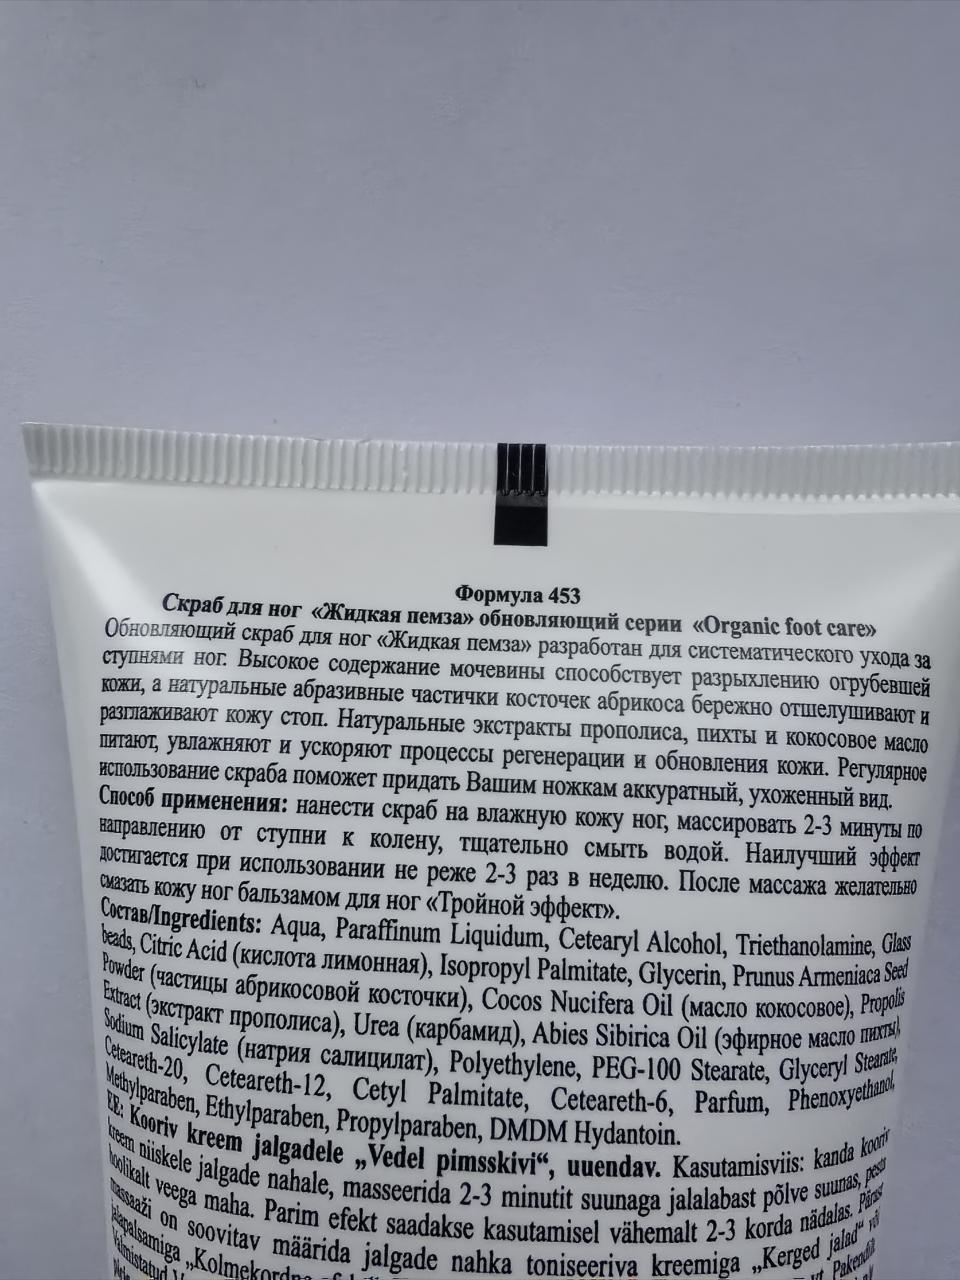 Формула 453
Скраб для ног «Жидкая пемза» обновляющий серии «Organic foot care»
Обновляющий скраб для ног «Жидкая пемза» разработан для систематического ухода за
ступнями ног. Высокое содержание мочевины способствует разрыхлению огрубевшей
кожи, а натуральные абразивные частички косточек абрикоса бережно отшелушивают и
разглаживают кожу стоп. Натуральные экстракты прополиса, пихты и кокосовое масло
питают, увлажняют и ускоряют процессы регенерации и обновления кожи. Регулярное
использование скраба поможет придать Вашим ножкам аккуратный, ухоженный вид.
Способ применения: нанести скраб на влажную кожу ног, массировать 2-3 минуты по
направлению от ступни к колену, тщательно смыть водой. Наилучший эффект
достигается при использовании не реже 2-3 раз в неделю. После массажа желательно
смазать кожу ног бальзамом для ног «Тройной эффект».
Состав/Ingredients: Aqua, Paraffinum Liquidum, Cetearyl Alcohol, Triethanolamine, Glass
beads, Citric Acid (кислота лимонная), Isopropyl Palmitate, Glycerin, Prunus Armeniaca Seed
Powder (частицы абрикосовой косточки), Cocos Nucifera Oil (масло кокосовое), Propolis
Extract (экстракт прополиса), Urea (карбамид), Abies Sibirica Oil (эфирное масло пихты),
Sodium Salicylate (натрия салицилат), Polyethylene, PEG-100 Stearate, Glyceryl Stearate,
Ceteareth-20, Ceteareth-12, Cetyl Palmitate, Ceteareth-6, Parfum, Phenoxyethanol,
Methylparaben, Ethylparaben, Propylparaben, DMDM Hydantoin.
EE: Kooriv kreem jalgadele „Vedel pimsskivi“, uuendav. Kasutamisviis: kanda kooriv
kreem niiskele jalgade nahale, masseerida 2-3 minutit suunaga jalalabast põlve suunas, pesta
hoolikalt veega maha. Parim efekt saadakse kasutamisel vähemalt 2-3 korda nädalas. Pärast
massaaži on soovitav määrida jalgade nahka toniseeriva kreemiga „Kerged jalad“ või
jalapalsamiga
Valmistatud Pakendil